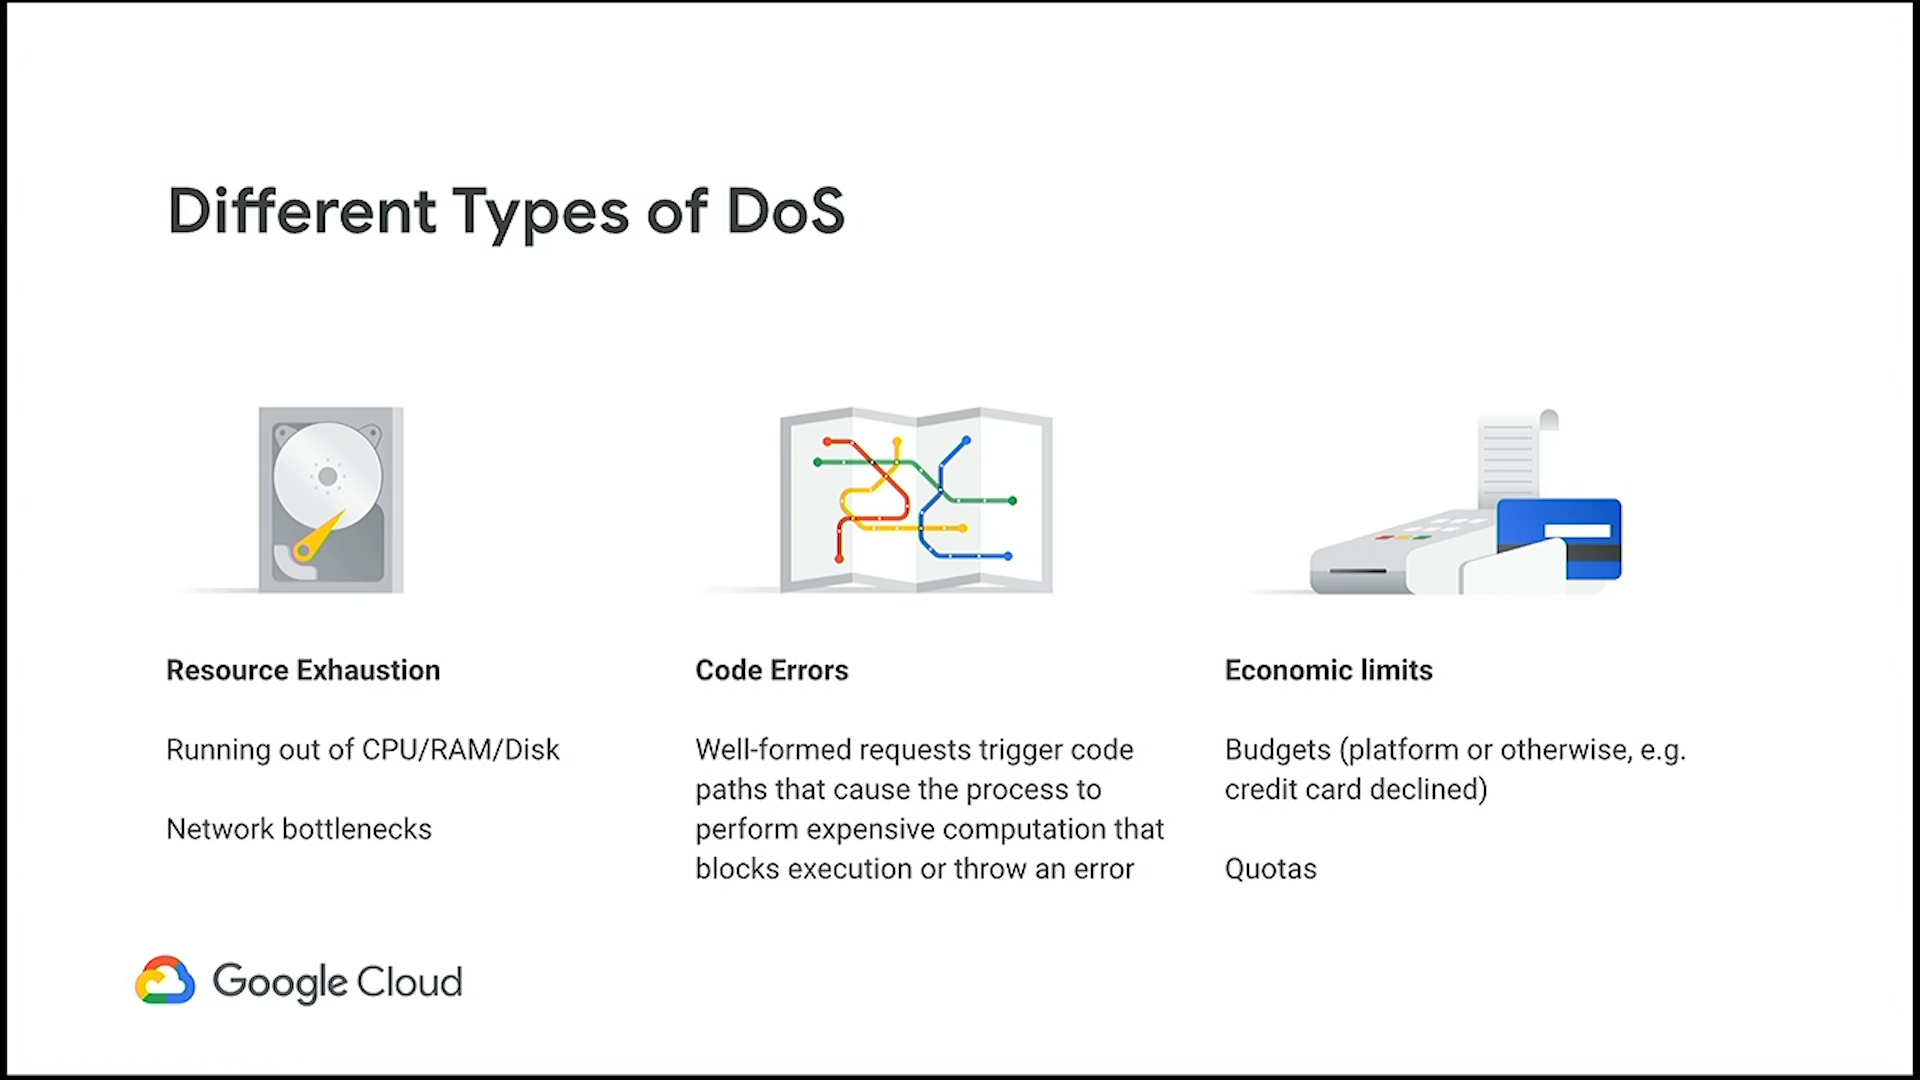 Different Types of DoS
Resource Exhaustion
Running out of CPU/RAM/Disk
Network bottlenecks
Code Errors
Well-formed requests trigger code
paths that cause the process to
perform expensive computation that
blocks execution or throw an error
Economic limits
Budgets (platform or otherwise, e.g.
credit card declined)
Quotas
Google Cloud